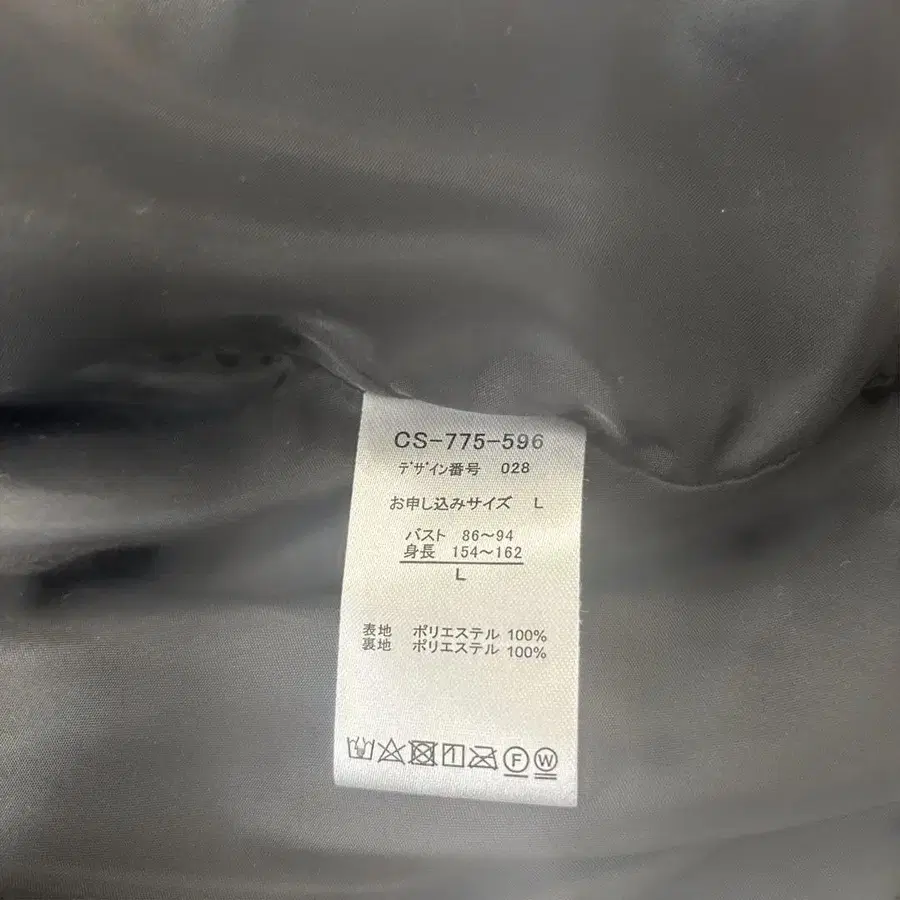 CS-775-596
ﾃﾞｻﾞｲﾝ番号 028
お申し込みサイズ L
バスト 86～94
身長 154～162
L
表地 ポリエステル 100%
裏地 ポリエステル 100%
F W